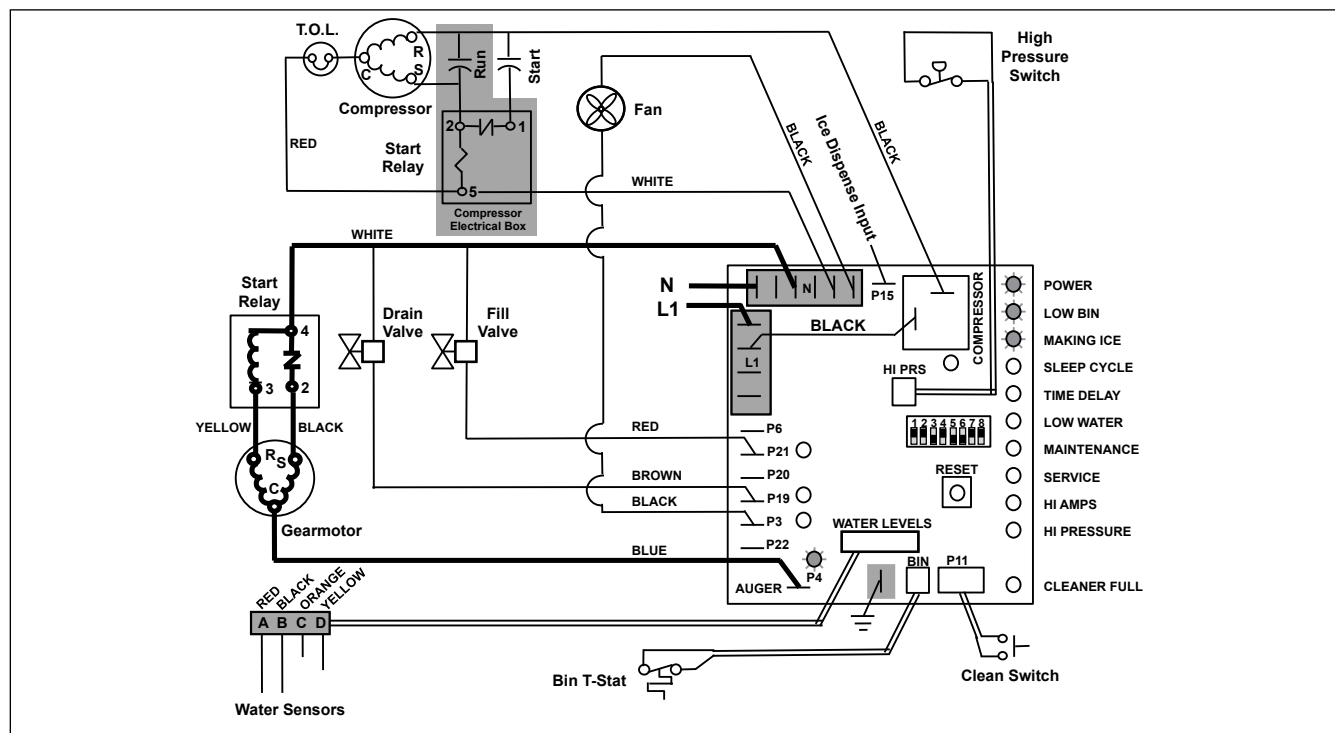 T.O.L.
R
C
S
Compressor
Run
Start
RED
2
1
Start
Relay
5
Compressor
Electrical Box
WHITE
Fan
BLACK
Ice Dispense Input
BLACK
High
Pressure
Switch
WHITE
Start
Relay
4
3
2
YELLOW
BLACK
R
S
C
Gearmotor
Drain
Valve
Fill
Valve
N
L1
N
P15
COMPRESSOR
BLACK
L1
HI PRS
1 2 3 4 5 6 7 8
RESET
RED
P6
P21
BROWN
P20
P19
BLACK
P3
P22
BLUE
P4
AUGER
WATER LEVELS
BIN
P11
POWER
LOW BIN
MAKING ICE
SLEEP CYCLE
TIME DELAY
LOW WATER
MAINTENANCE
SERVICE
HI AMPS
HI PRESSURE
CLEANER FULL
RED
BLACK
ORANGE
YELLOW
A B C D
Water Sensors
Bin T-Stat
Clean Switch